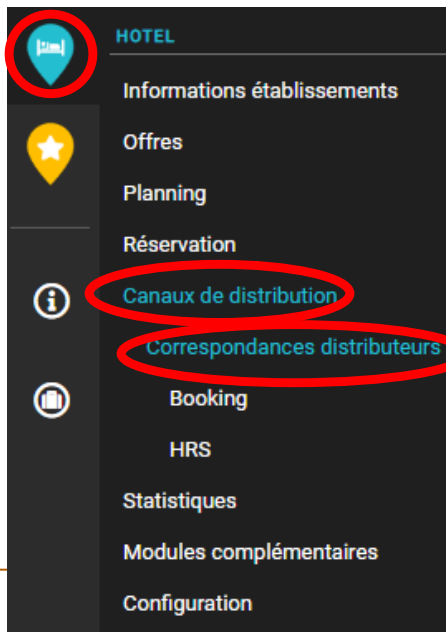 HOTEL
Informations établissements
Offres
Planning
Réservation
Canaux de distribution
Correspondances distributeurs
Booking
HRS
Statistiques
Modules complémentaires
Configuration